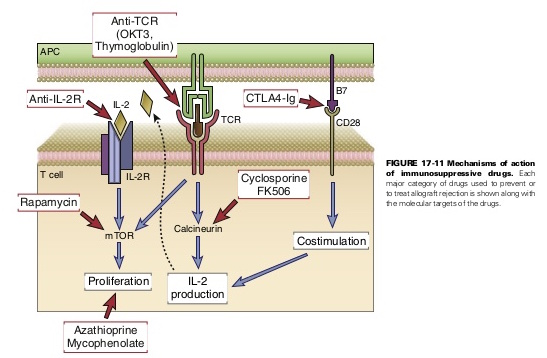 Anti-TCR
(OKT3,
Thymoglobulin)
APC
Anti-IL-2R
IL-2
CTLA4-Ig
B7
TCR
CD28
T cell
IL-2R
Cyclosporine
FK506
Rapamycin
mTOR
Calcineurin
Costimulation
Proliferation
IL-2
production
Azathioprine
Mycophenolate
FIGURE 17-11 Mechanisms of action
of immunosuppressive drugs. Each
major category of drugs used to prevent or
to treat allograft rejection is shown along with
the molecular targets of the drugs.